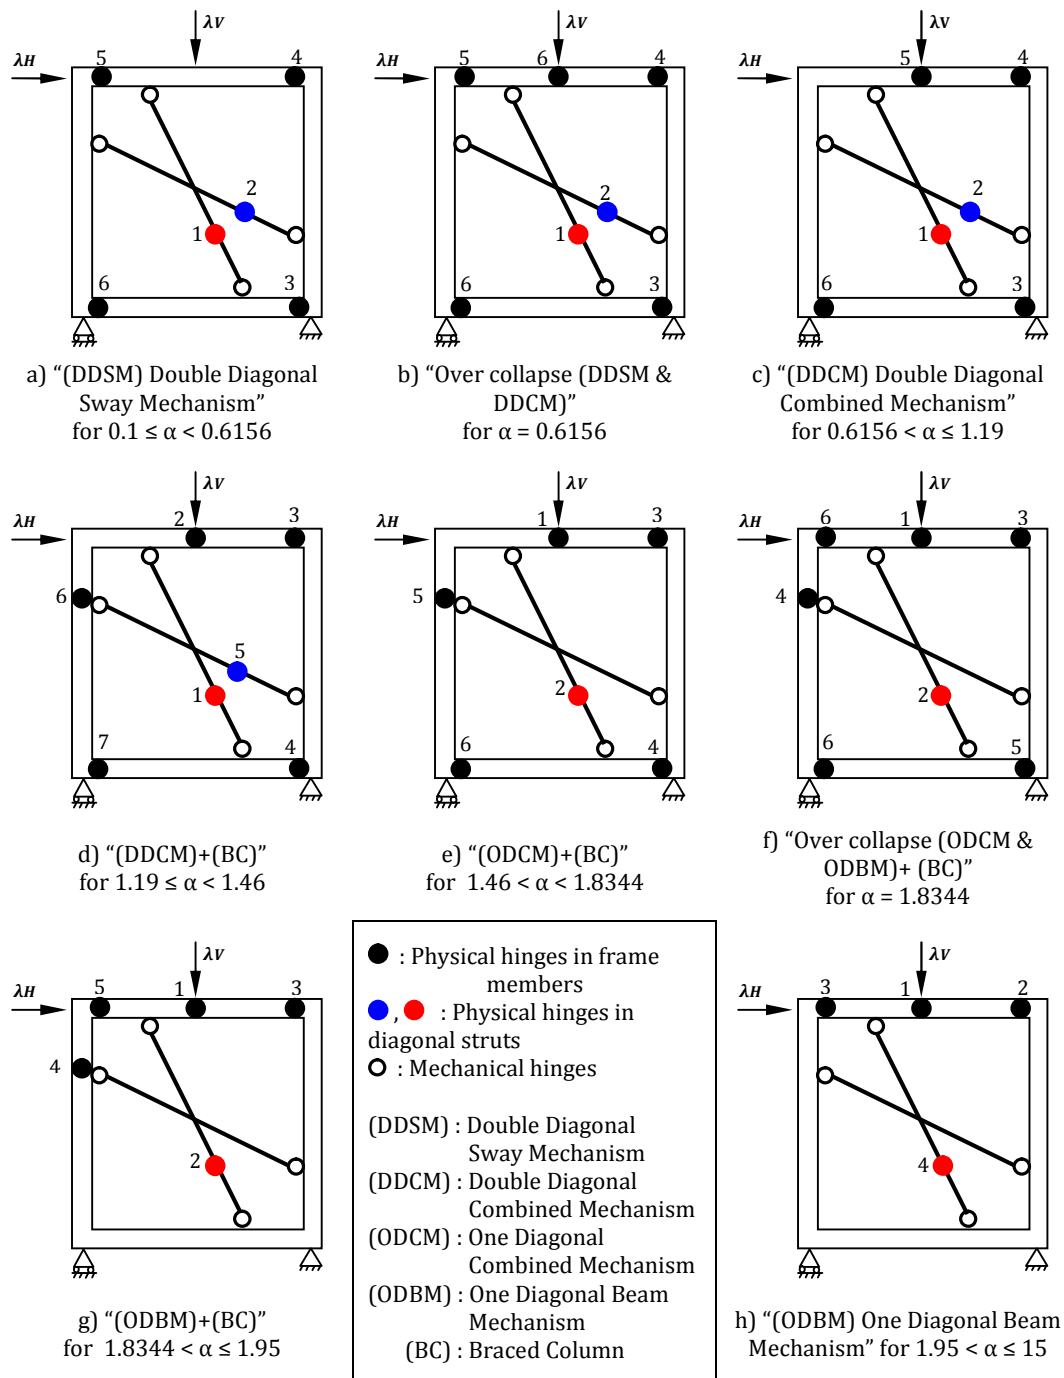 λV
λV
λV
λH
5
4
λH
5
6
4
λH
5
4
2
1
6
3
2
1
6
3
2
1
6
3
a) “(DDSM) Double Diagonal
Sway Mechanism”
for 0.1 ≤ α < 0.6156
b) “Over collapse (DDSM &
DDCM)”
for α = 0.6156
c) “(DDCM) Double Diagonal
Combined Mechanism”
for 0.6156 < α ≤ 1.19
λV
λV
λV
λH
2
3
λH
1
3
λH
6
1
3
6
5
1
7
4
5
2
6
4
4
2
6
5
d) “(DDCM)+(BC)”
for 1.19 ≤ α < 1.46
e) “(ODCM)+(BC)”
for 1.46 < α < 1.8344
f) “Over collapse (ODCM &
ODBM)+ (BC)”
for α = 1.8344
λV
λH
5
1
3
4
2
g) “(ODBM)+(BC)”
for 1.8344 < α ≤ 1.95
: Physical hinges in frame
members
, : Physical hinges in
diagonal struts
: Mechanical hinges
(DDSM) : Double Diagonal
Sway Mechanism
(DDCM) : Double Diagonal
Combined Mechanism
(ODCM) : One Diagonal
Combined Mechanism
(ODBM) : One Diagonal Beam
Mechanism
(BC) : Braced Column
λV
λH
3
1
2
4
h) “(ODBM) One Diagonal Beam
Mechanism” for 1.95 < α ≤ 15